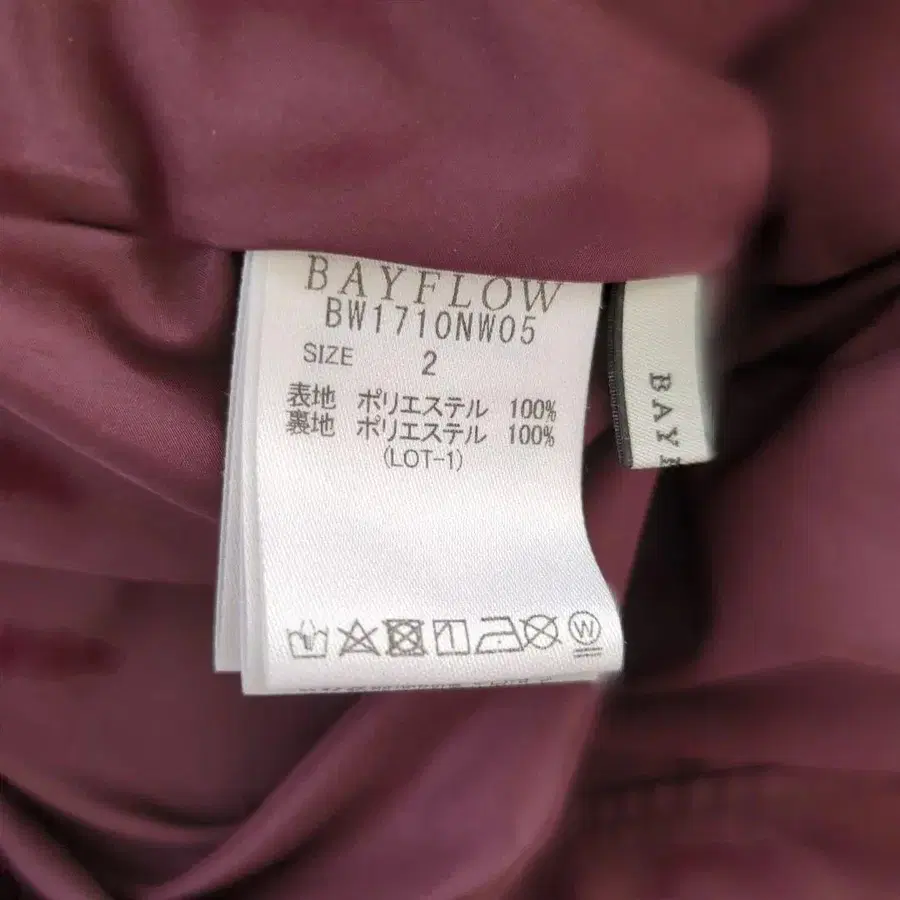 BAYFLOW
BW1710NW05
SIZE 2
表地 ポリエステル 100%
裏地 ポリエステル 100%
(LOT-1)
W
BAY